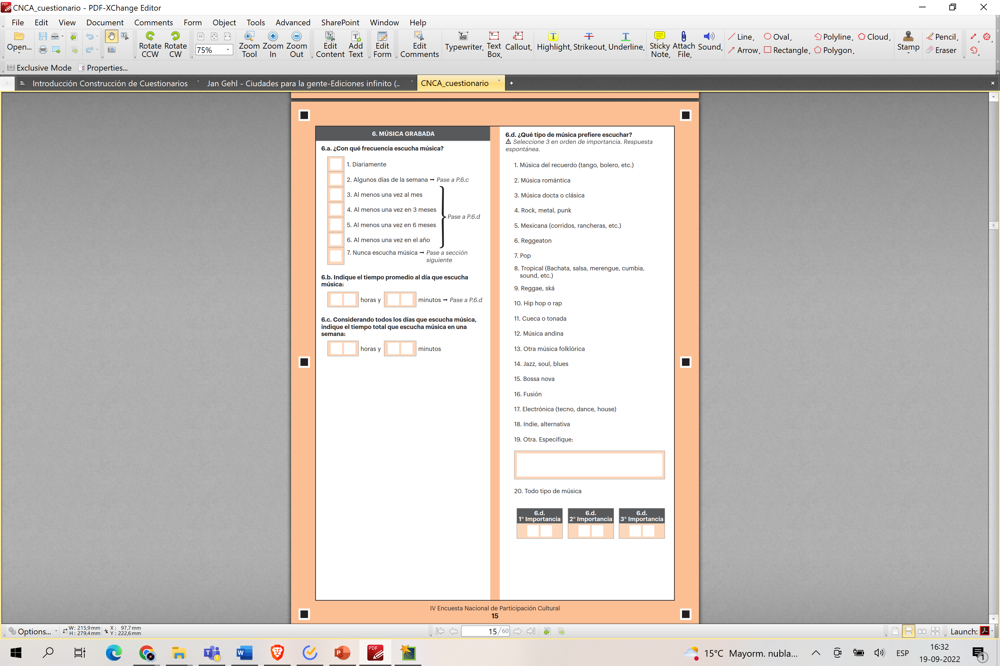 CNCA_cuestionario - PDF-XChange Editor
File Edit View Document Comments Form Object Tools Advanced SharePoint Window Help
Open...
Rotate CCW
Rotate CW
75%
Zoom Tool
Zoom In
Zoom Out
Edit Content
Add Text
Edit Form
Edit Comments
Typewriter
Text Box
Callout
Highlight
Strikeout
Underline
Sticky Note
Attach File
Sound
Line
Arrow
Oval
Rectangle
Polyline
Polygon
Cloud
Stamp
Pencil
Eraser
Exclusive Mode Properties...
Introducción Construcción de Cuestionarios
Jan Gehl - Ciudades para la gente-Ediciones infinito (..
CNCA_cuestionario
6. MÚSICA GRABADA
6.a. ¿Con qué frecuencia escucha música?
1. Diariamente
2. Algunos días de la semana ➞ Pase a P.6.c
3. Al menos una vez al mes
4. Al menos una vez en 3 meses
Pase a P.6.d
5. Al menos una vez en 6 meses
6. Al menos una vez en el año
7. Nunca escucha música ➞ Pase a sección
siguiente
6.b. Indique el tiempo promedio al día que escucha
música:
horas y minutos ➞ Pase a P.6.d
6.c. Considerando todos los días que escucha música,
indique el tiempo total que escucha música en una
semana:
horas y minutos
6.d. ¿Qué tipo de música prefiere escuchar?
⚠ Seleccione 3 en orden de importancia. Respuesta
espontánea.
1. Música del recuerdo (tango, bolero, etc.)
2. Música romántica
3. Música docta o clásica
4. Rock, metal, punk
5. Mexicana (corridos, rancheras, etc.)
6. Reggeaton
7. Pop
8. Tropical (Bachata, salsa, merengue, cumbia,
sound, etc.)
9. Reggae, ská
10. Hip hop o rap
11. Cueca o tonada
12. Música andina
13. Otra música folklórica
14. Jazz, soul, blues
15. Bossa nova
16. Fusión
17. Electrónica (tecno, dance, house)
18. Indie, alternativa
19. Otra. Especifique:
20. Todo tipo de música
6.d.
1° Importancia
6.d.
2° Importancia
6.d.
3° Importancia
IV Encuesta Nacional de Participación Cultural
15
Options...
W: 215,9 mm
H: 279,4 mm
X: 97,7 mm
Y: 222,6 mm
15 / 60
Launch:
15°C Mayorm. nubla...
ESP
16:32
19-09-2022
1